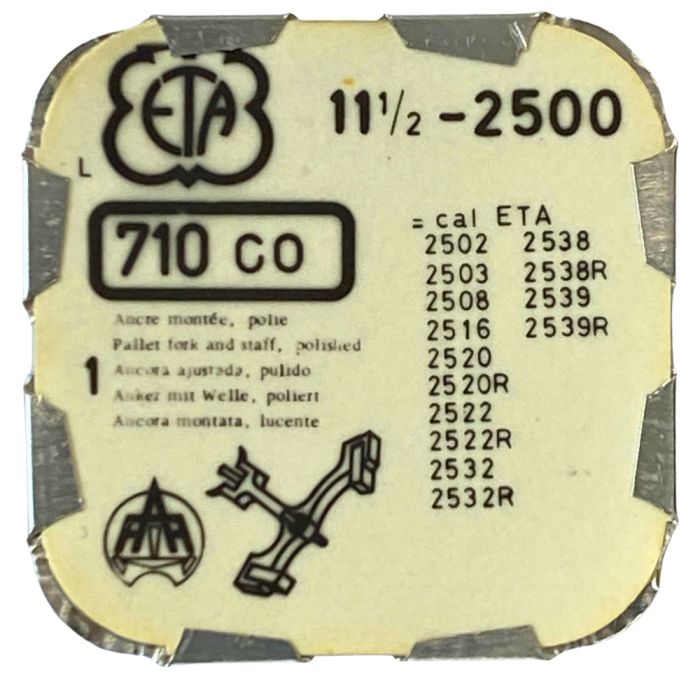 ETA
11½ - 2500
L
710 CO
Ancre montée, polie
Pallet fork and staff, polished
1 Ancora ajustada, pulido
Anker mit Welle, poliert
Ancora montata, lucente
= cal ETA
2502 2538
2503 2538R
2508 2539
2516 2539R
2520
2520R
2522
2522R
2532
2532R